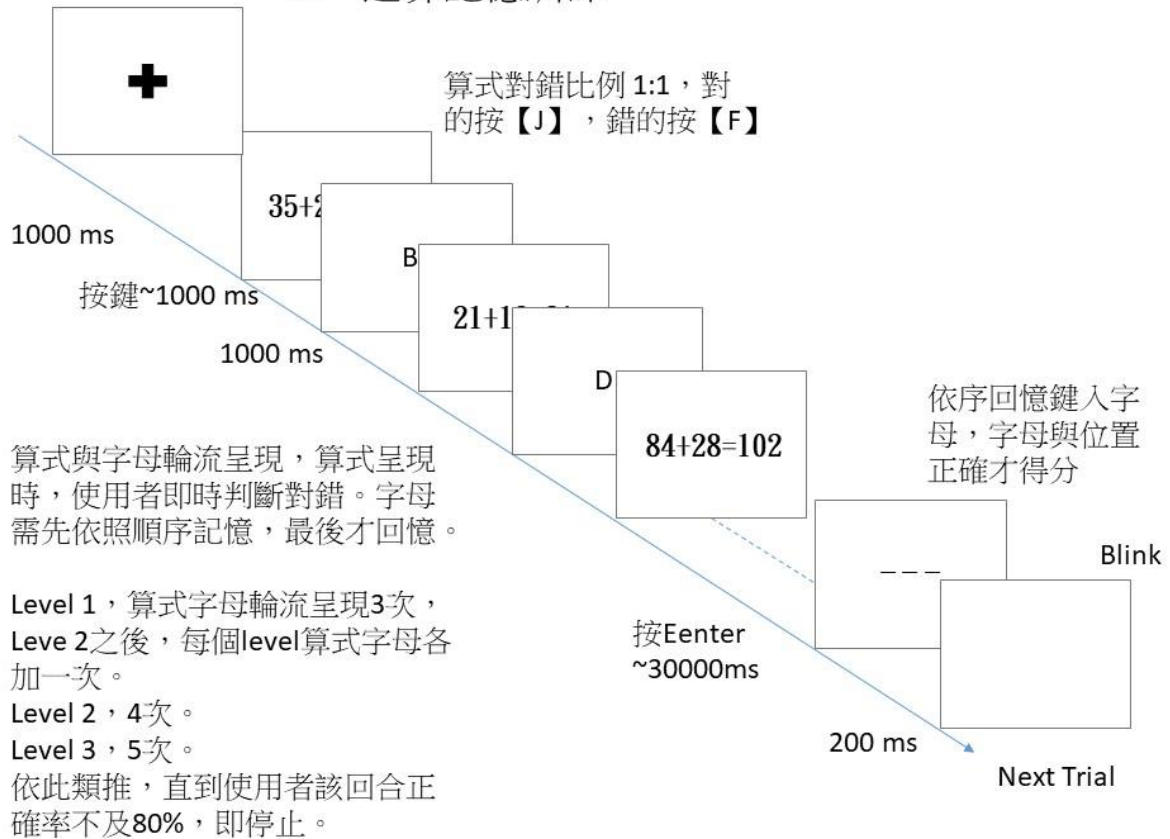 算式對錯比例 1:1，對
的按【J】，錯的按【F】
35+2
1000 ms
B
按鍵~1000 ms
21+1
1000 ms
D
84+28=102
依序回憶鍵入字
母，字母與位置
正確才得分
算式與字母輪流呈現，算式呈現
時，使用者即時判斷對錯。字母
需先依照順序記憶，最後才回憶。
_ _ _
Blink
Level 1，算式字母輪流呈現3次，
Leve 2之後，每個level算式字母各
加一次。
Level 2，4次。
Level 3，5次。
依此類推，直到使用者該回合正
確率不及80%，即停止。
按Eenter
~30000ms
200 ms
Next Trial